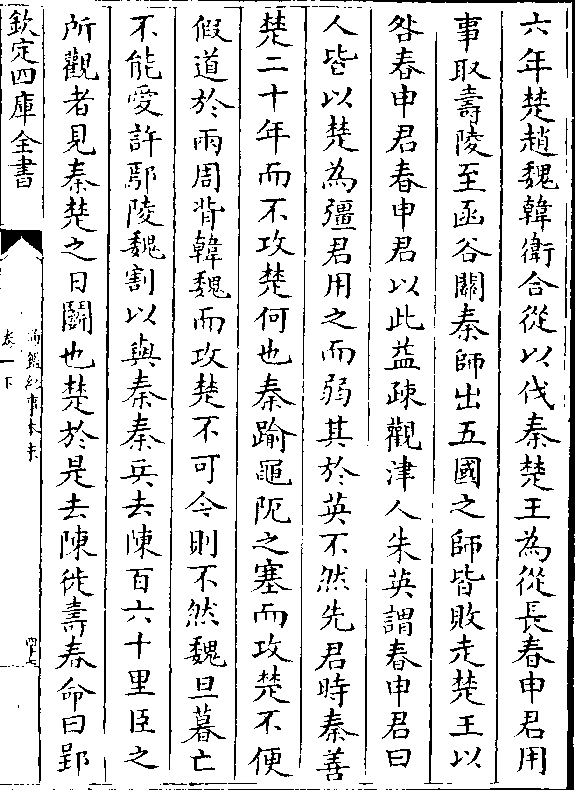 六年楚趙魏韓衛合從以伐秦楚王為從長春申君用
事取壽陵至函谷關秦師出五國之師皆敗走楚王以
咎春申君春申君以此益疎觀津人朱英謂春申君曰
人皆以楚為彊君用之而弱其於英不然先君時秦善
楚二十年而不攻楚何也秦踰黽阨之塞而攻楚不便
假道於兩周背韓魏而攻楚不可今則不然魏旦暮亡
不能愛許鄢陵魏割以與秦秦兵去陳百六十里臣之
所觀者見秦楚之日鬭也楚於是去陳徙壽春命曰郢
欽定四庫全書
通鑑紀事本末
卷一下